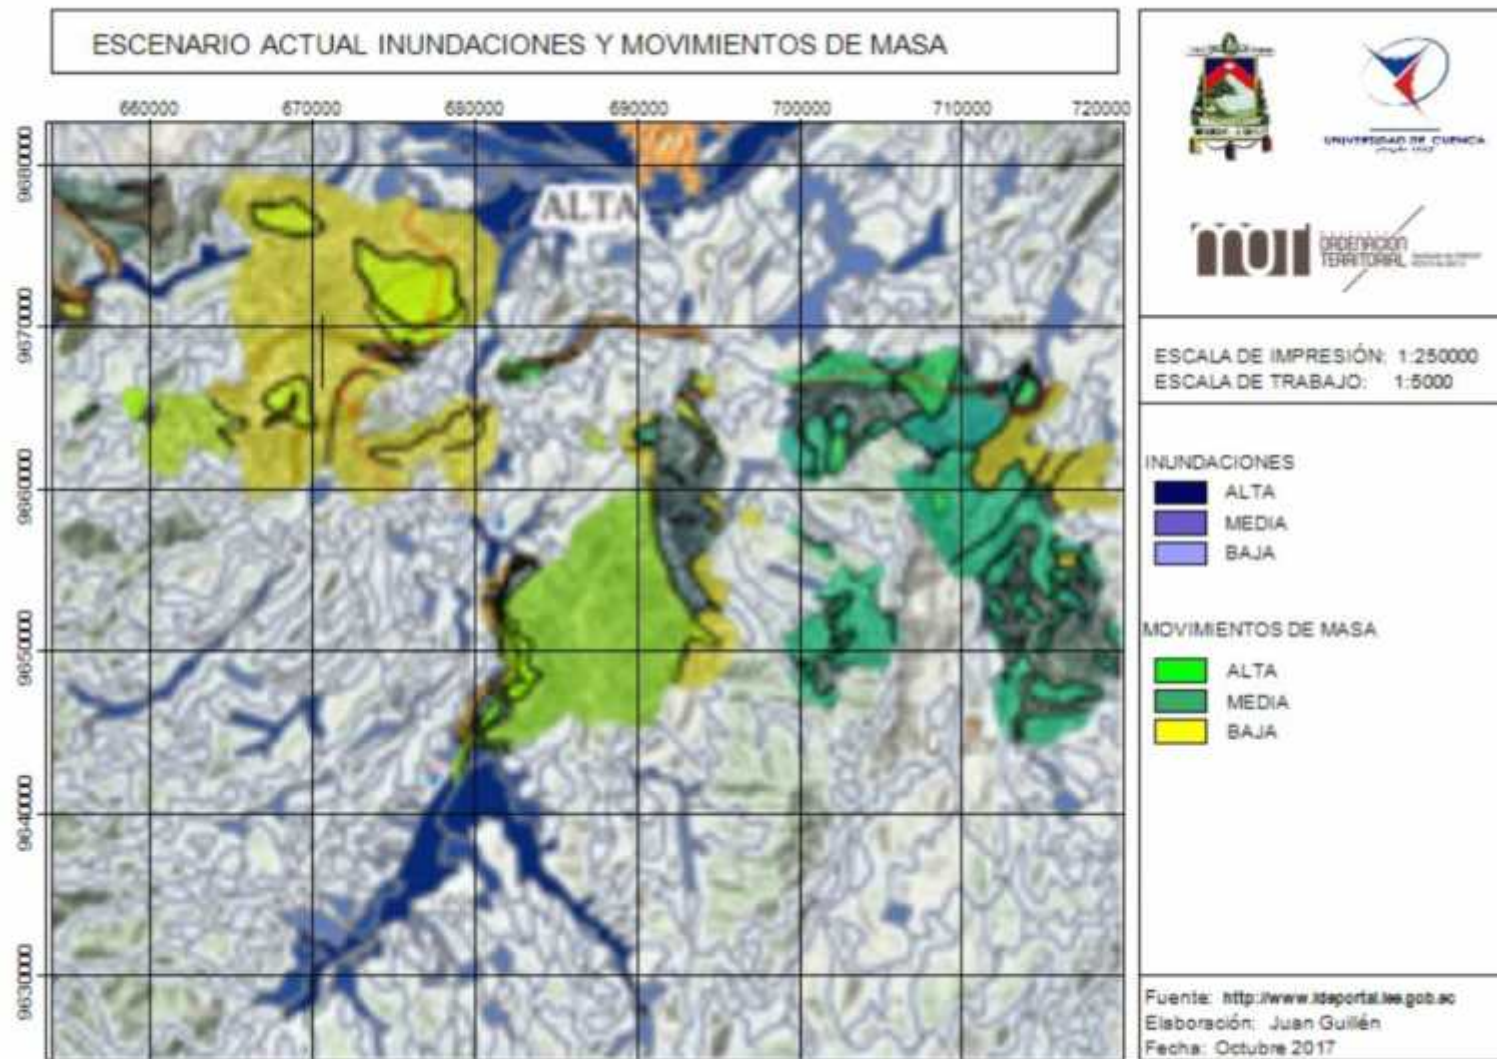 ESCENARIO ACTUAL INUNDACIONES Y MOVIMIENTOS DE MASA
660000 670000 680000 690000 700000 710000 720000
9680000
9670000
9660000
9650000
9640000
9630000
ALTA
UNIVERSIDAD DE CUENCA
MOT
ORDENACION
TERRITORIAL
ESCALA DE IMPRESIÓN: 1:250000
ESCALA DE TRABAJO: 1:5000
INUNDACIONES
ALTA
MEDIA
BAJA
MOVIMIENTOS DE MASA
ALTA
MEDIA
BAJA
Fuente: http://www.ideportal.iee.gob.ec
Elaboración: Juan Guillén
Fecha: Octubre 2017